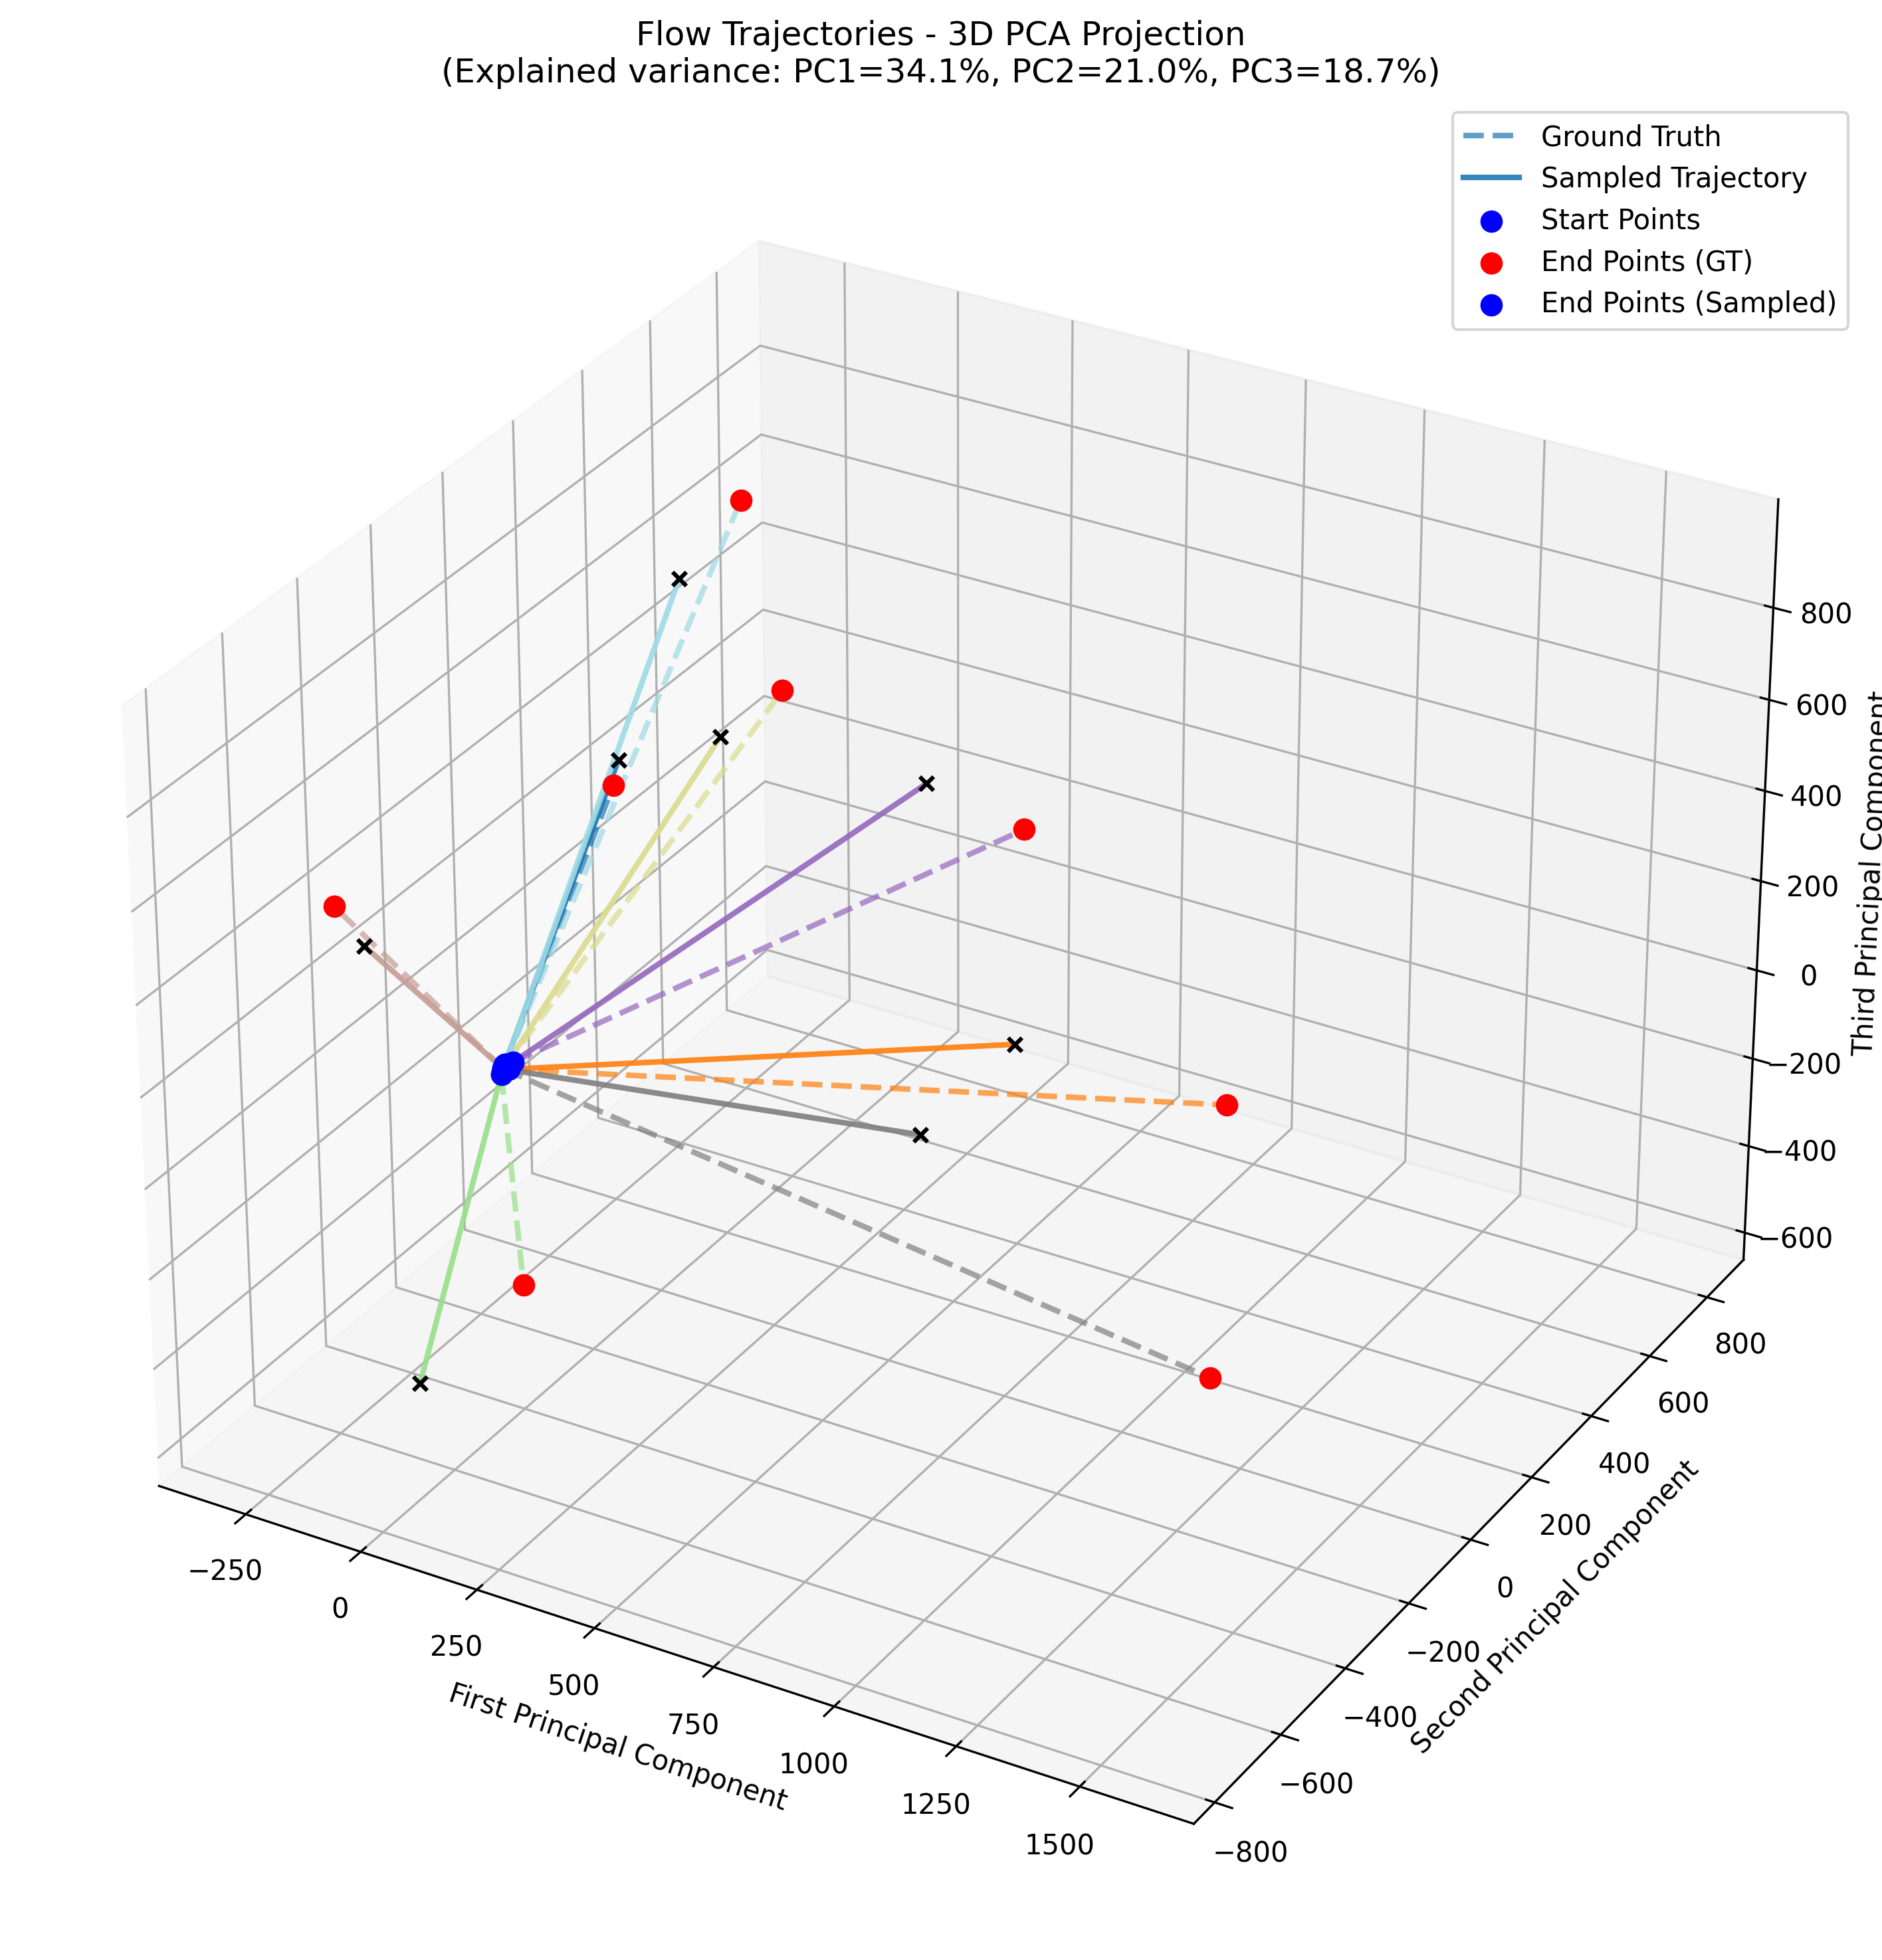 Flow Trajectories - 3D PCA Projection
(Explained variance: PC1=34.1%, PC2=21.0%, PC3=18.7%)
Ground Truth
Sampled Trajectory
Start Points
End Points (GT)
End Points (Sampled)
800
600
400
200
0
−200
−400
−600
Third Principal Component
800
600
400
200
0
−200
−400
−600
−800
Second Principal Component
−250
0
250
500
750
1000
1250
1500
First Principal Component